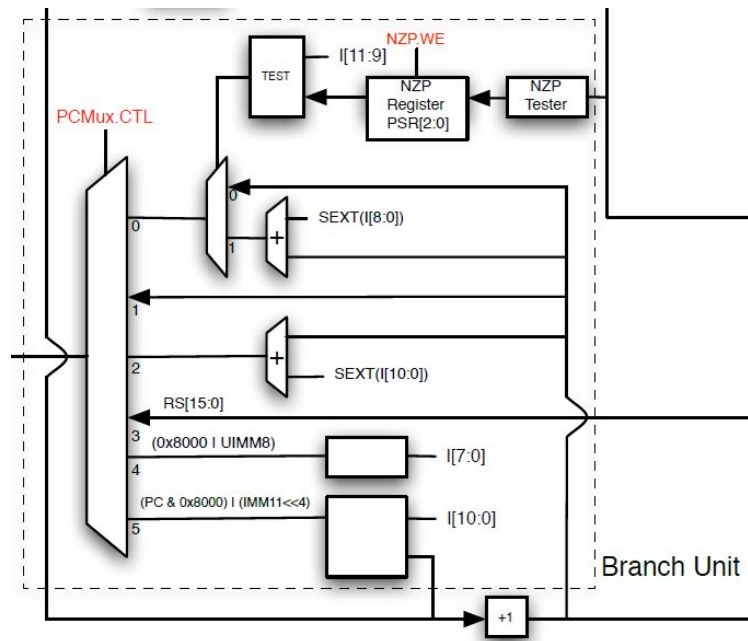 NZP.WE
I[11:9]
TEST
NZP
Register
PSR[2:0]
NZP
Tester
PCMux.CTL
0
0
SEXT(I[8:0])
1
+
1
2
+
SEXT(I[10:0])
RS[15:0]
3
(0x8000 I UIMM8)
4
I[7:0]
(PC & 0x8000) I (IMM11<<4)
5
I[10:0]
Branch Unit
+1